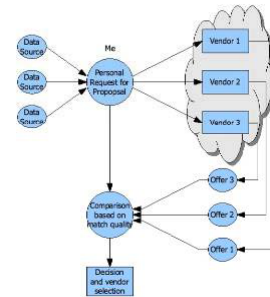 Data
Source
Me
Vendor 1
Data
Source
Personal
Request for
Propopsal
Vendor 2
Data
Source
Vendor 3
Offer 3
Comparison
based on
match quality
Offer 2
Offer 1
Decision
and vendor
selection